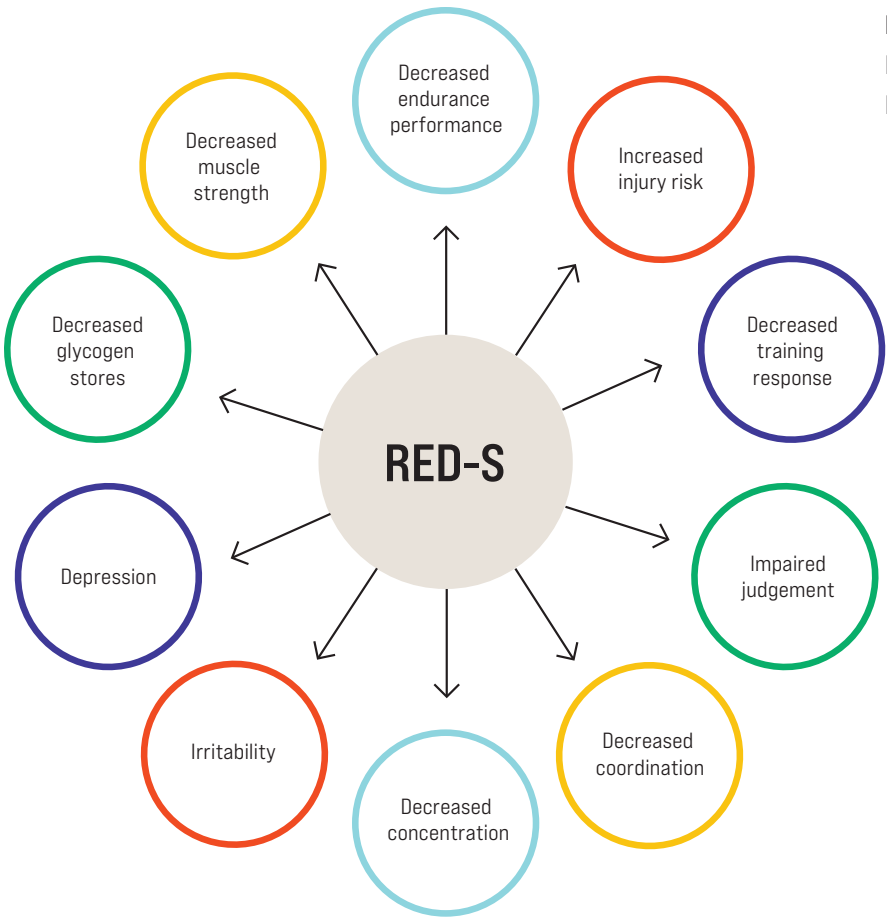 Decreased
endurance
performance
Increased
injury risk
Decreased
training
response
Impaired
judgement
Decreased
coordination
Decreased
concentration
Irritability
Depression
Decreased
glycogen
stores
Decreased
muscle
strength
RED-S